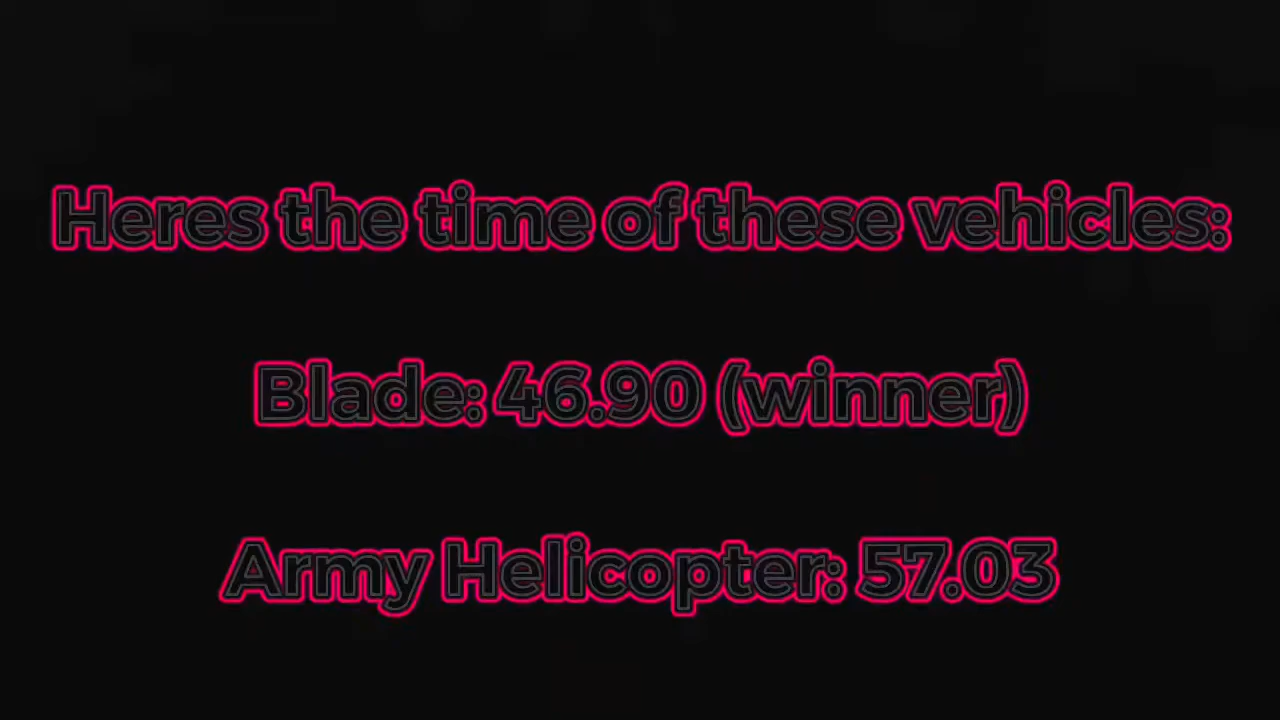 Heres the time of these vehicles:
Blade: 46.90 (winner)
Army Helicopter: 57.03